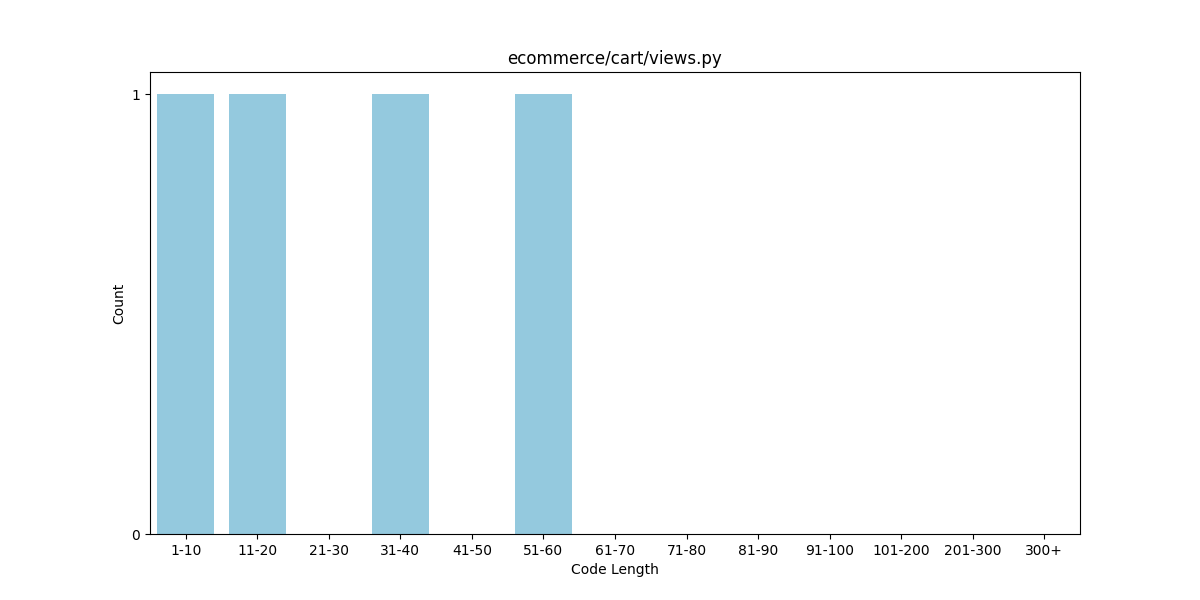 ecommerce/cart/views.py
Count
1
0
1-10 11-20 21-30 31-40 41-50 51-60 61-70 71-80 81-90 91-100 101-200 201-300 300+
Code Length